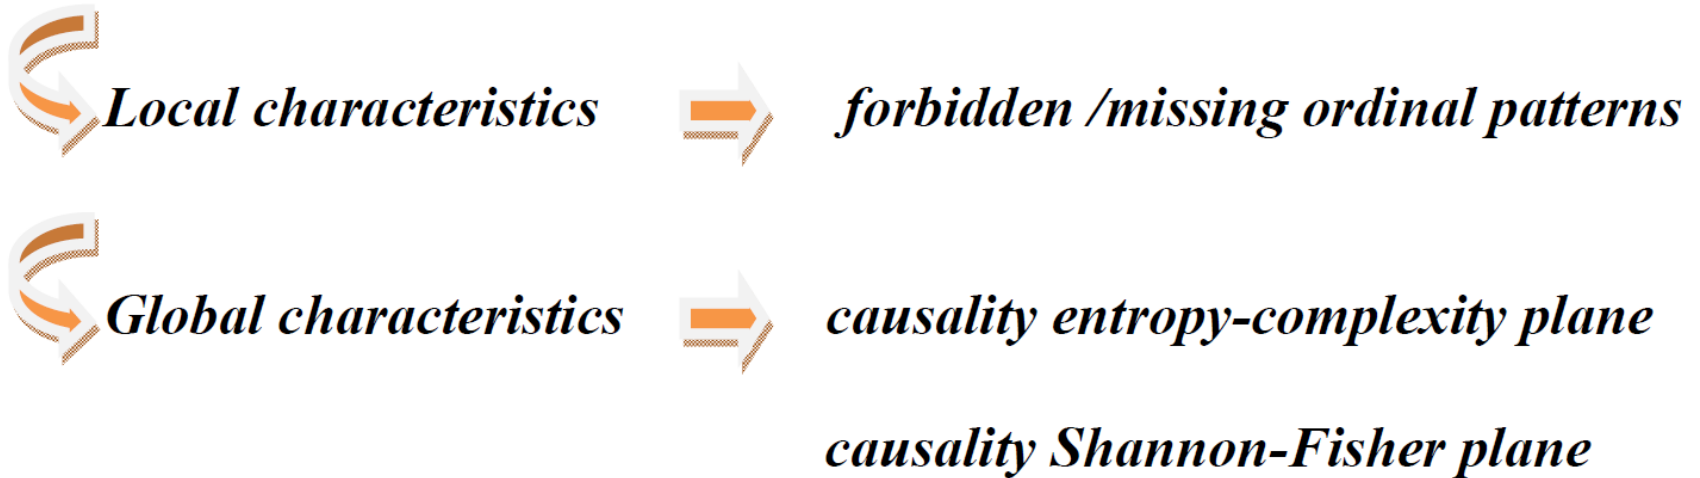 Local characteristics forbidden /missing ordinal patterns
Global characteristics causality entropy-complexity plane
causality Shannon-Fisher plane